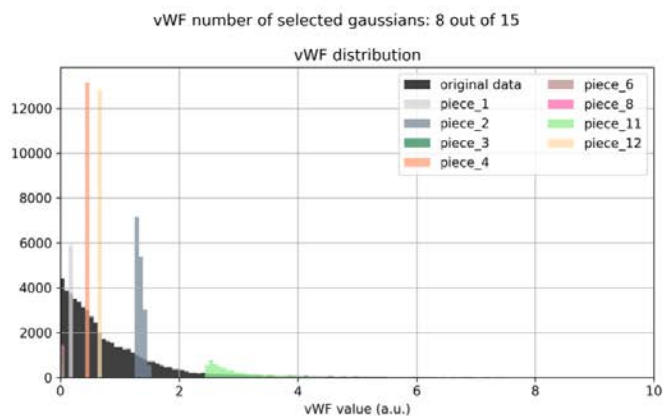 vWF number of selected gaussians: 8 out of 15
vWF distribution
original data
piece_1
piece_2
piece_3
piece_4
piece_6
piece_8
piece_11
piece_12
12000
10000
8000
6000
4000
2000
0
0 2 4 6 8 10
vWF value (a.u.)